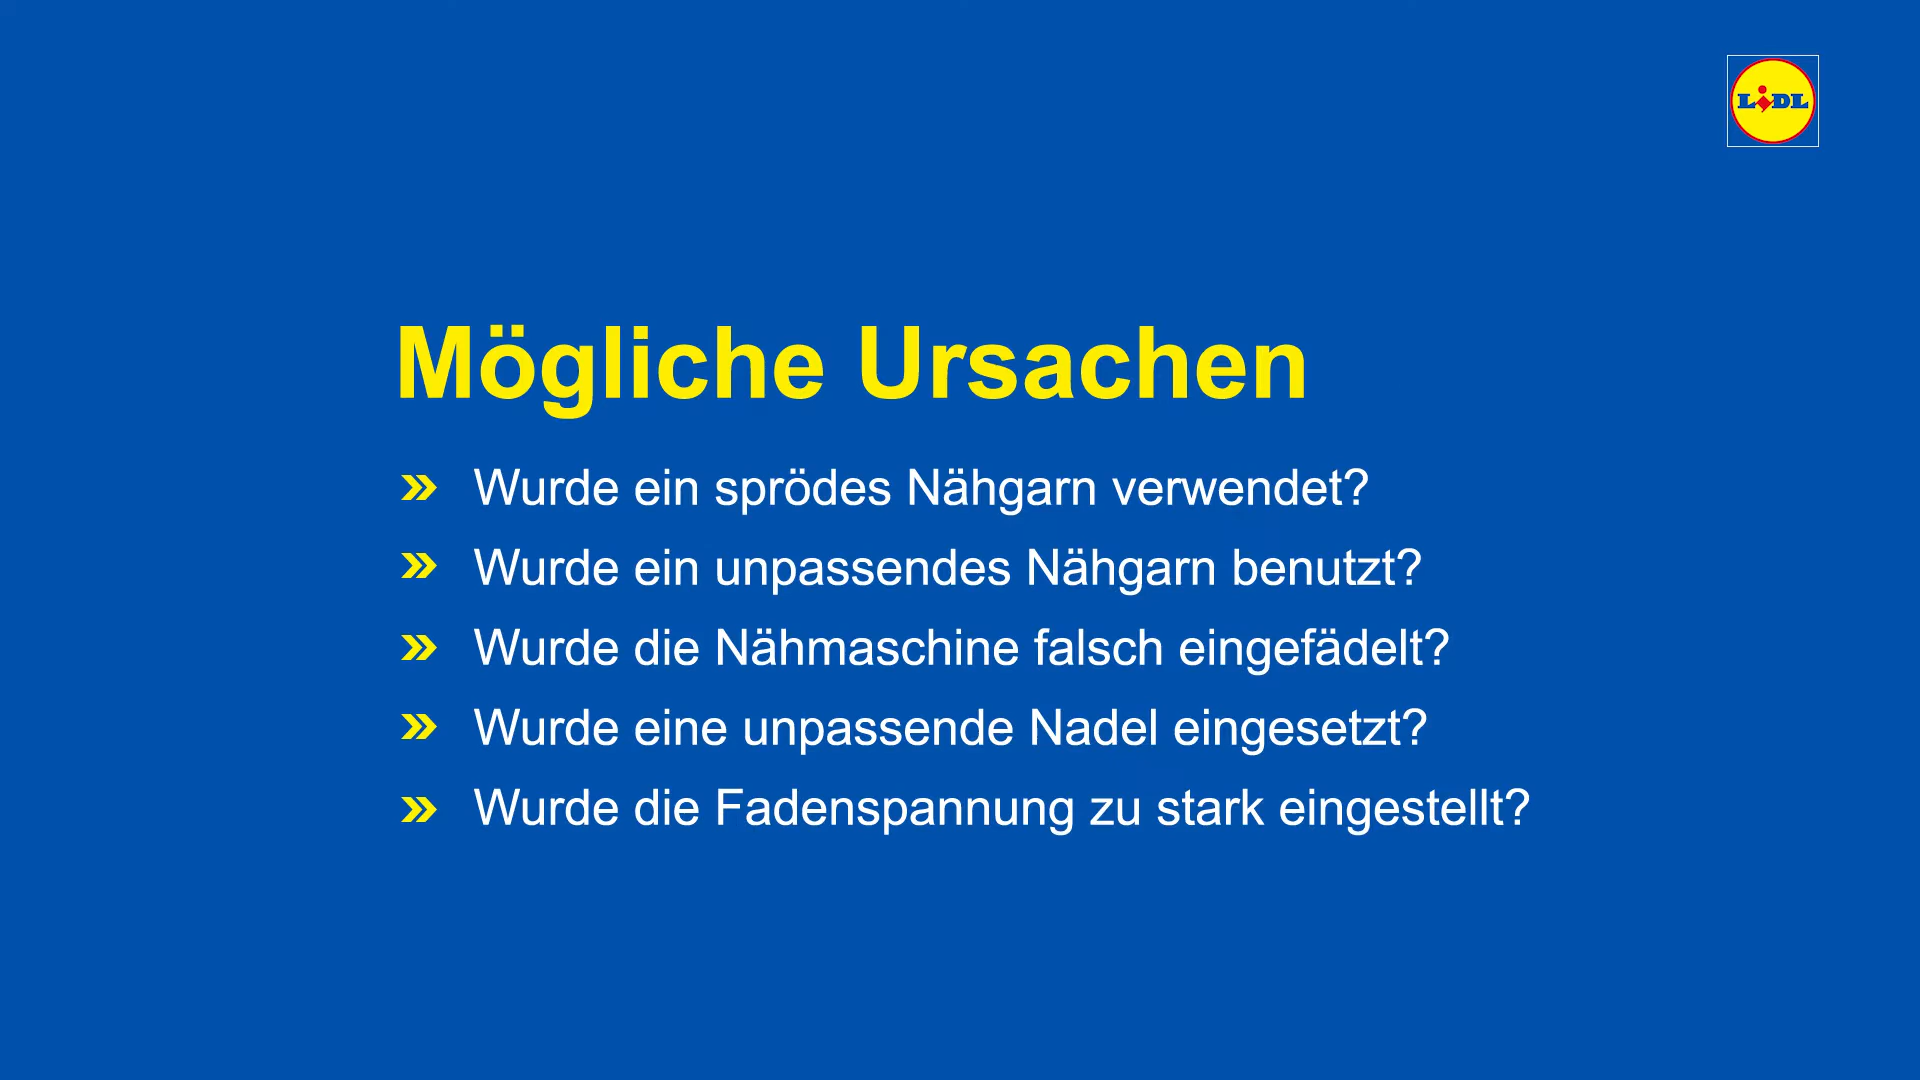 LiDL
Mögliche Ursachen
» Wurde ein sprödes Nähgarn verwendet?
» Wurde ein unpassendes Nähgarn benutzt?
» Wurde die Nähmaschine falsch eingefädelt?
» Wurde eine unpassende Nadel eingesetzt?
» Wurde die Fadenspannung zu stark eingestellt?